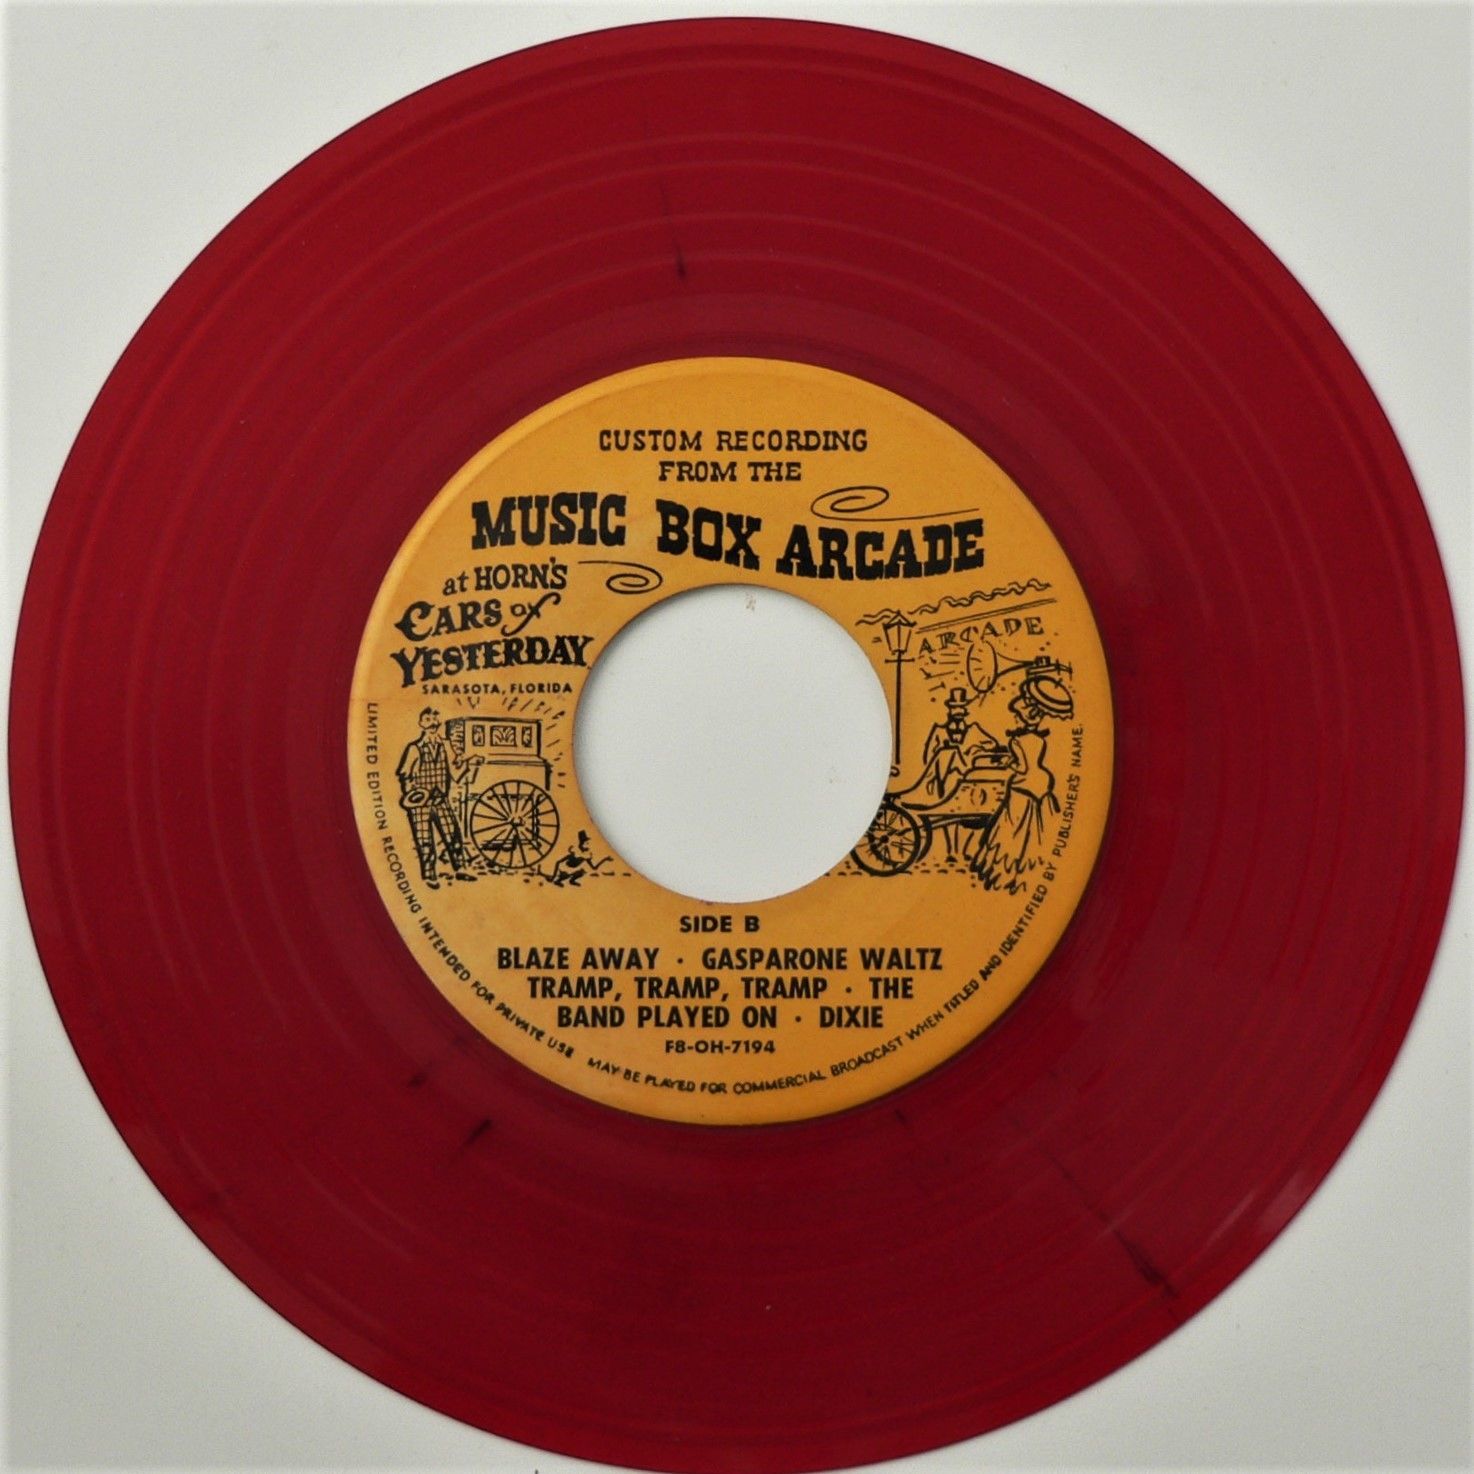 CUSTOM RECORDING
FROM THE
MUSIC BOX ARCADE
at HORN'S
CARS OF
YESTERDAY
SARASOTA, FLORIDA
ARCADE
SIDE B
BLAZE AWAY · GASPARONE WALTZ
TRAMP, TRAMP, TRAMP · THE
BAND PLAYED ON · DIXIE
F8-OH-7194
LIMITED EDITION RECORDING INTENDED FOR PRIVATE USE MAY BE PLAYED FOR COMMERCIAL BROADCAST WHEN TITLED AND IDENTIFIED BY PUBLISHER'S NAME.